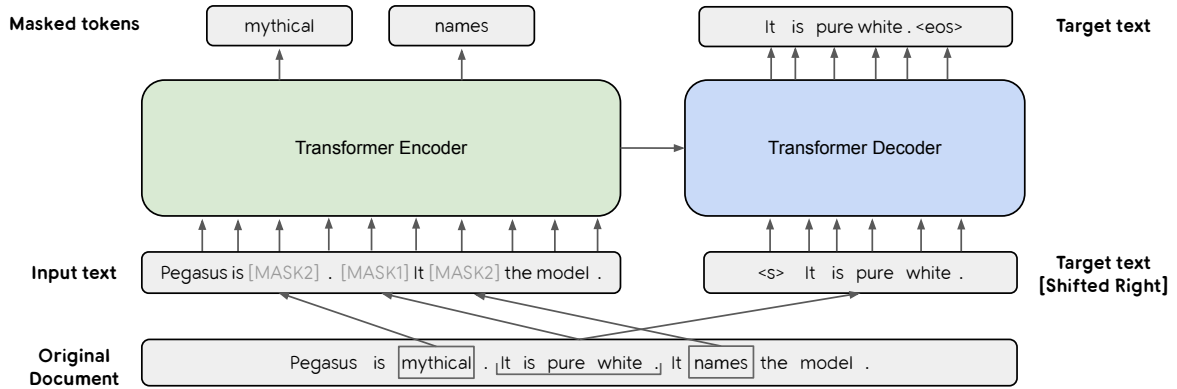 Masked tokens
mythical
names
It is pure white . <eos>
Target text
Transformer Encoder
Transformer Decoder
Input text
Pegasus is [MASK2] . [MASK1] It [MASK2] the model .
<s> It is pure white .
Target text
[Shifted Right]
Original
Document
Pegasus is mythical . It is pure white . It names the model .